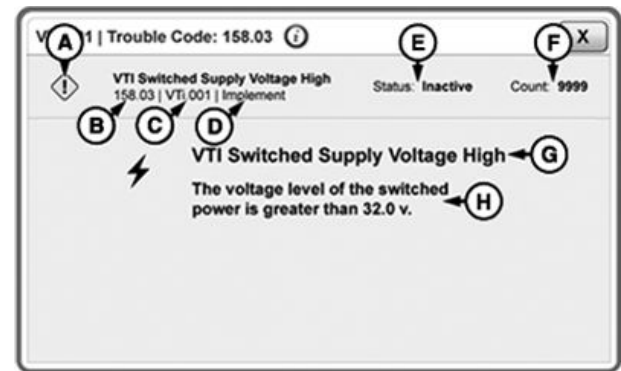 V 1 | Trouble Code: 158.03 i
X
A
E
F
VTI Switched Supply Voltage High
158.03 | VTi 001 | Implement
Status: Inactive
Count: 9999
B
C
D
VTI Switched Supply Voltage High
G
The voltage level of the switched
power is greater than 32.0 v.
H